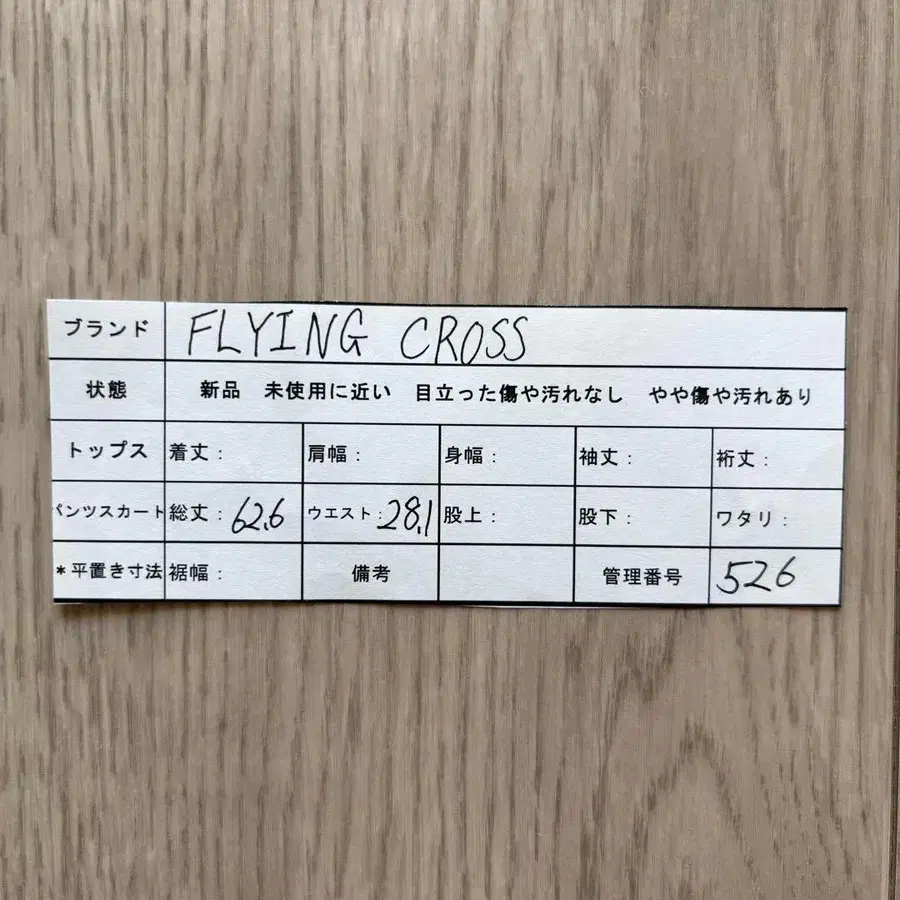 ブランド FLYING CROSS
状態 新品 未使用に近い 目立った傷や汚れなし やや傷や汚れあり
トップス 着丈: 肩幅: 身幅: 袖丈: 裄丈:
パンツスカート 総丈: 62.6 ウエスト: 28.1 股上: 股下: ワタリ:
*平置き寸法 裾幅: 備考 管理番号 526